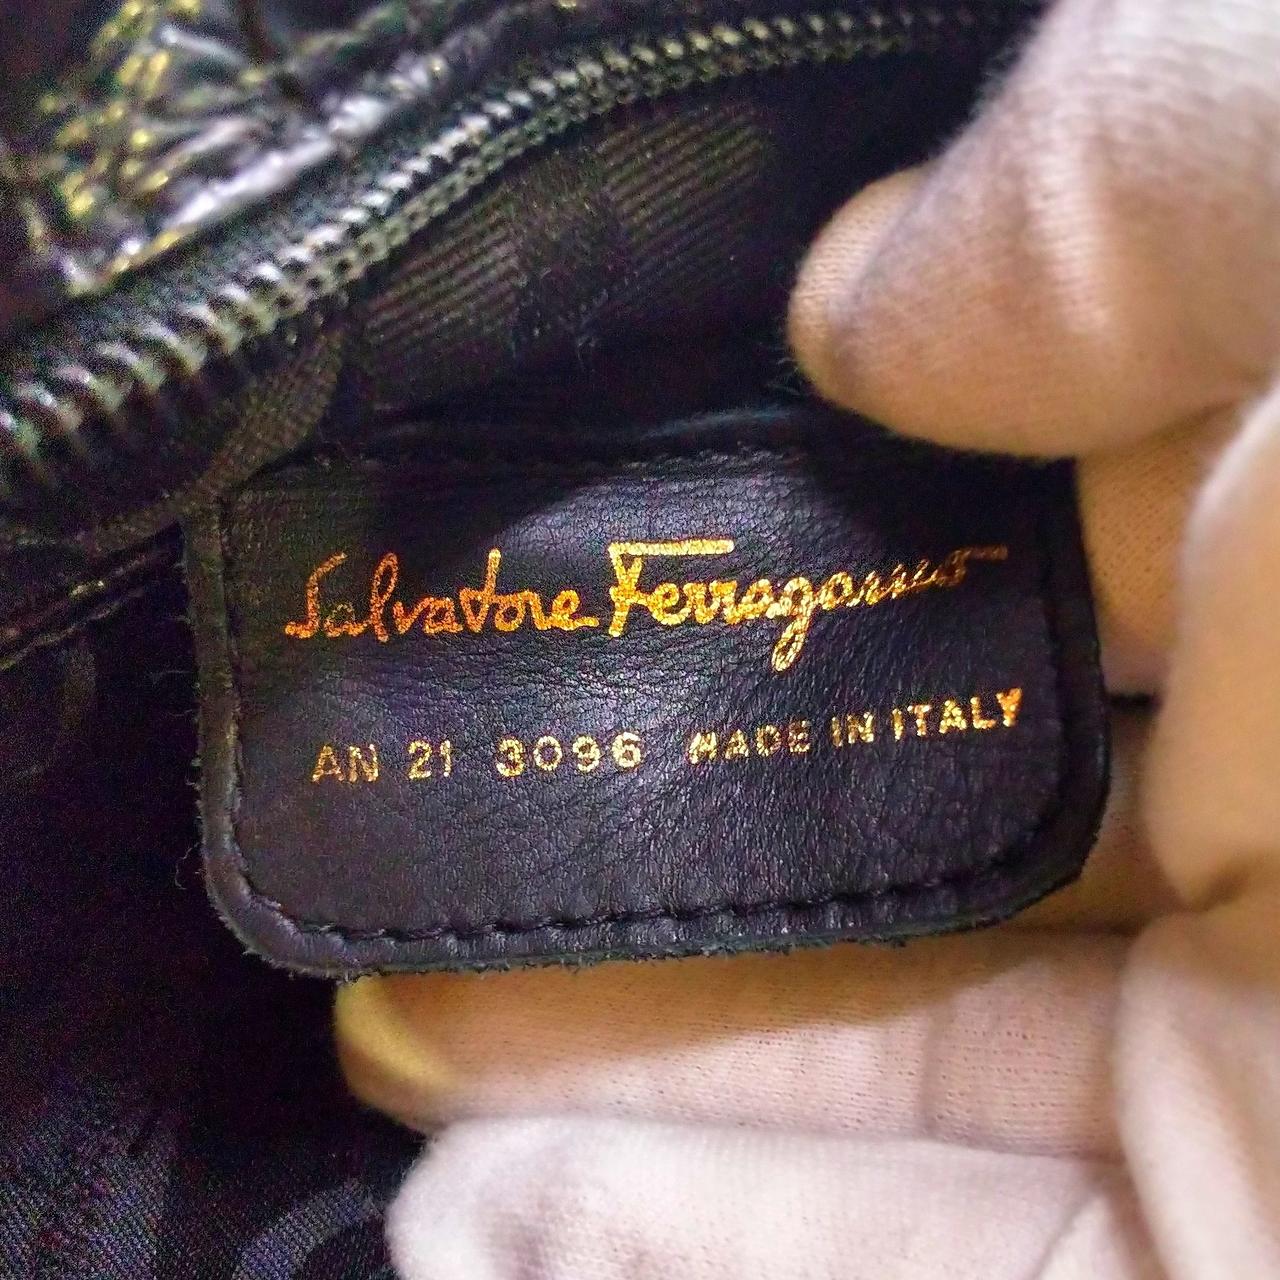 Salvatore Ferragamo
AN 21 3096 MADE IN ITALY